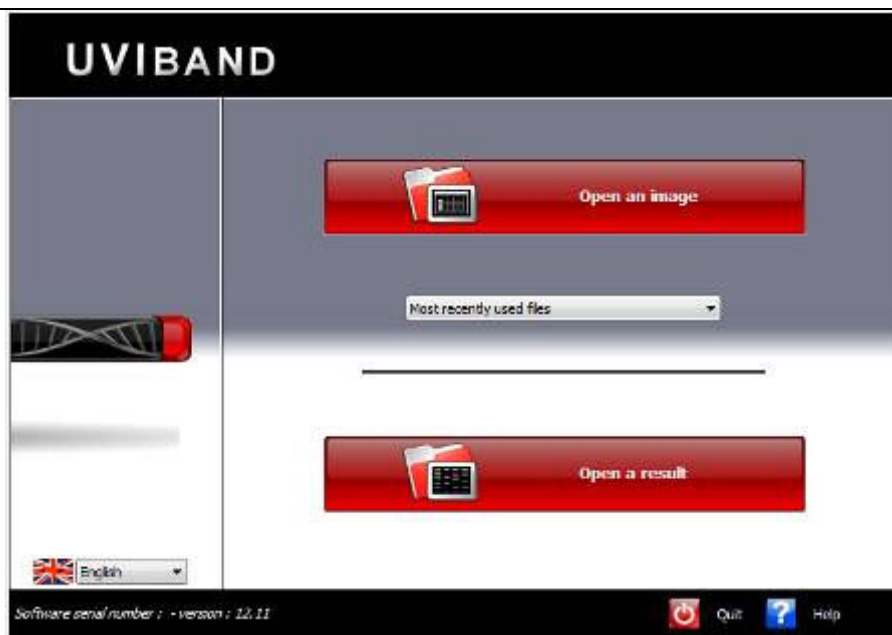 UVIBAND
Open an image
Most recently used files
Open a result
English
Software serial number : - version : 12.11
Quit
Help